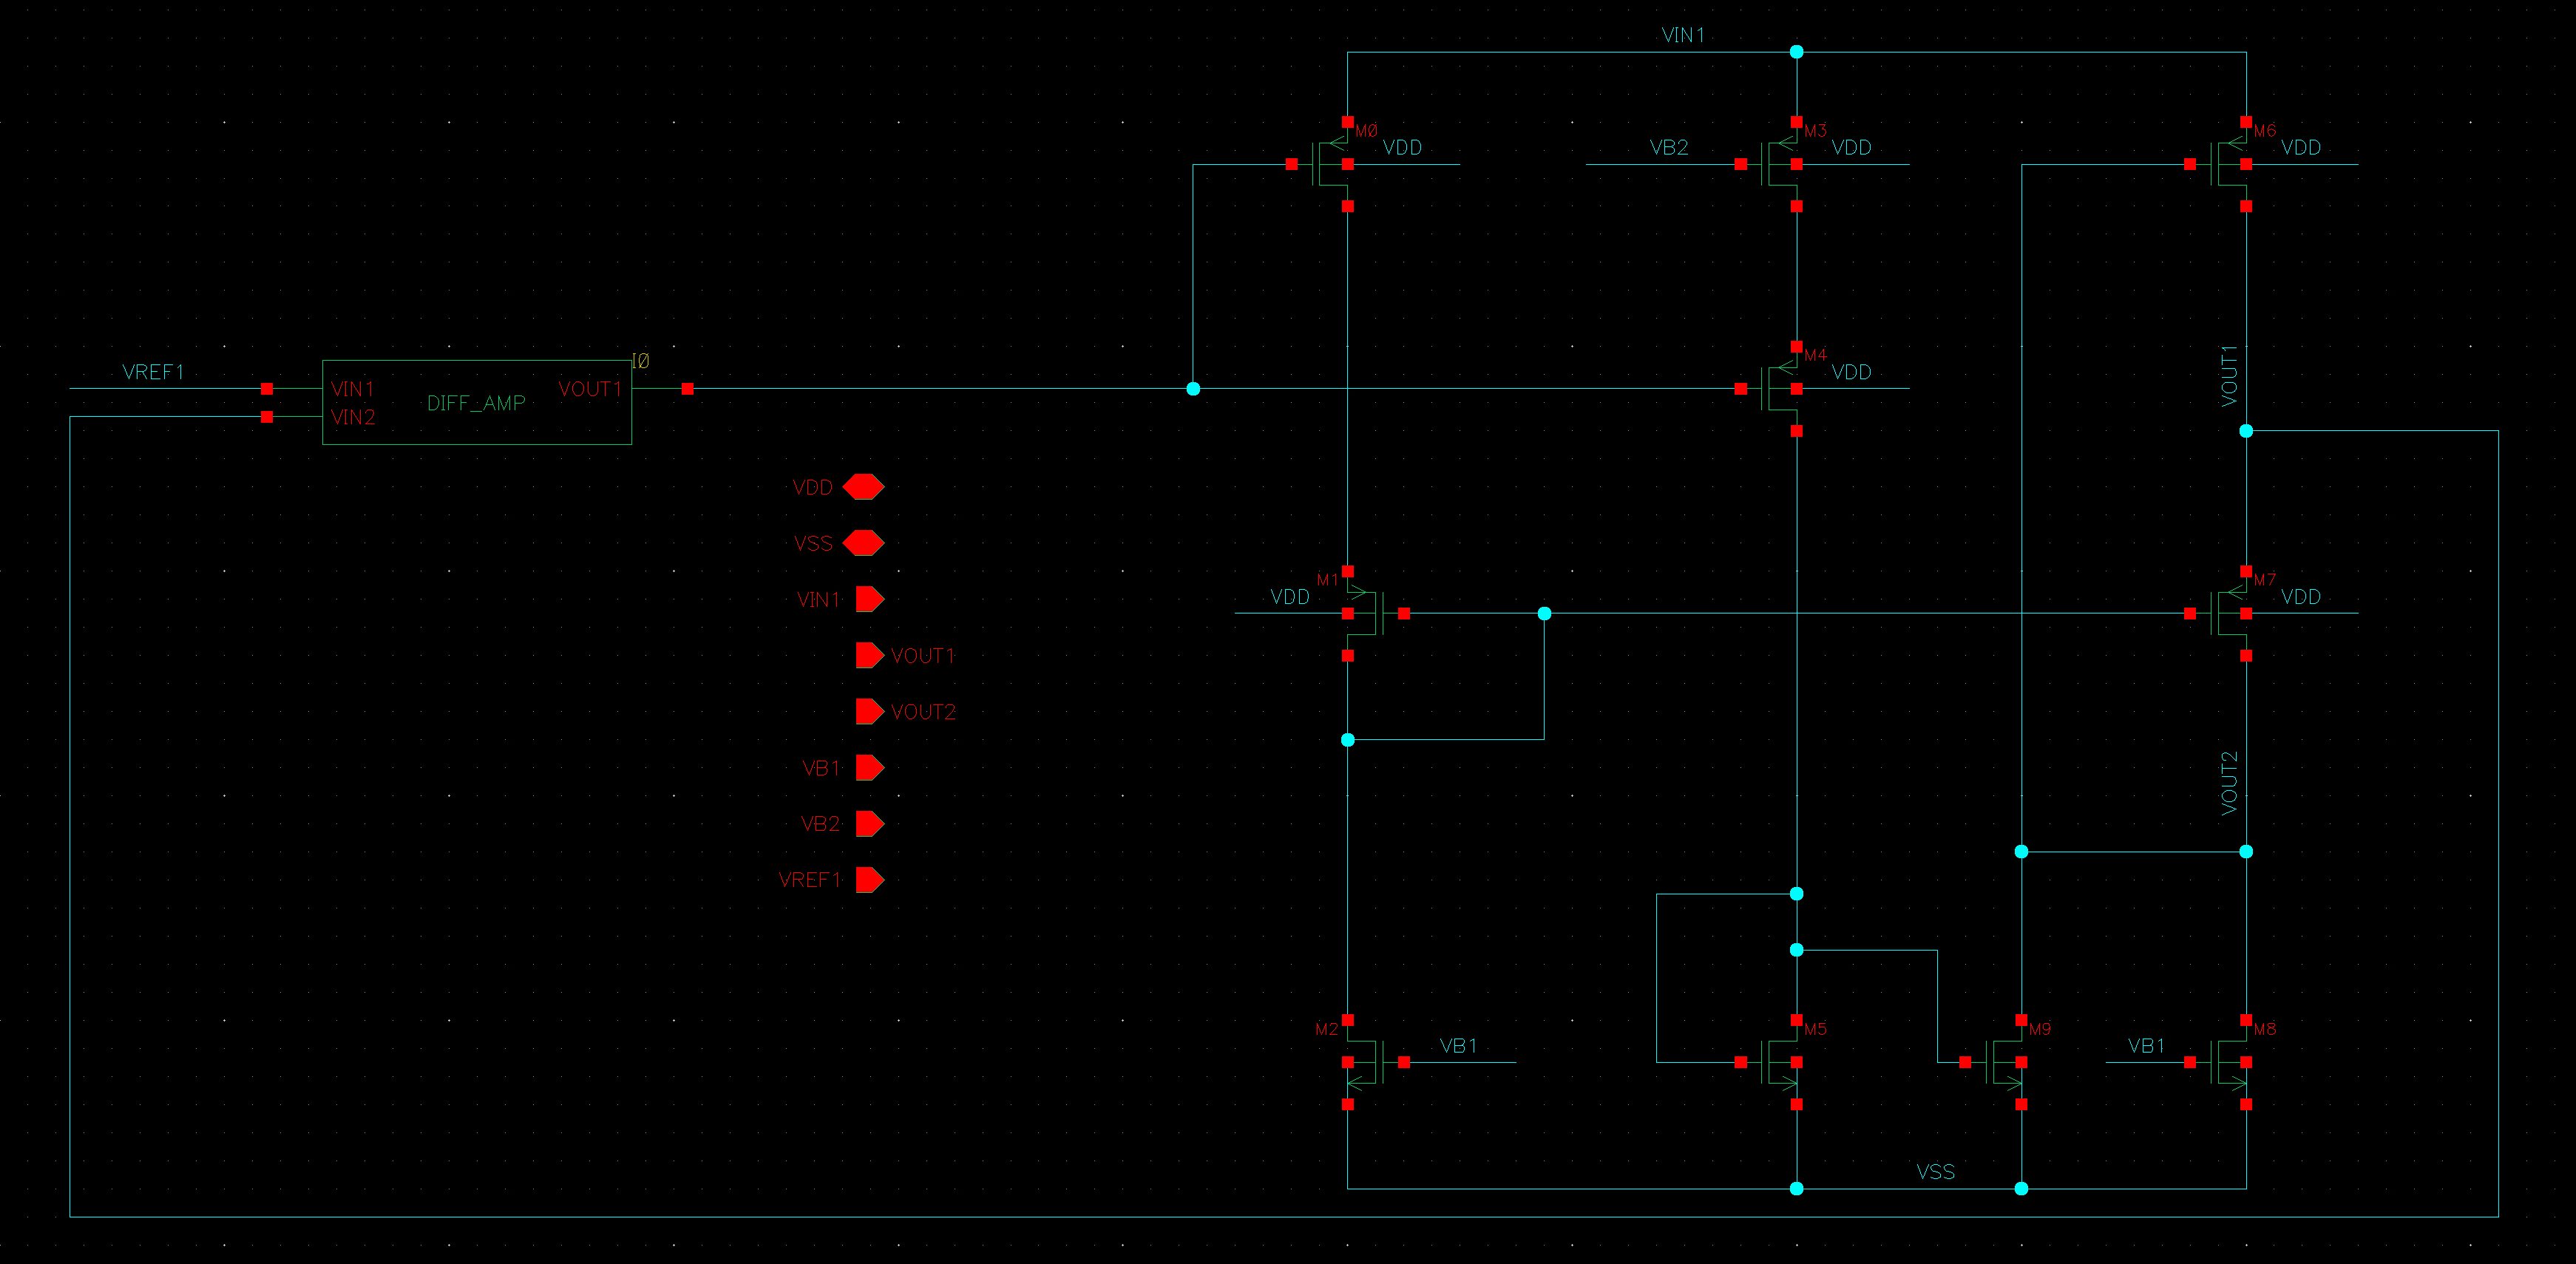 VIN1
M0
VDD
VB2
M3
VDD
M6
VDD
VREF1
VIN1
VIN2
DIFF_AMP
VOUT1
I0
M4
VDD
VOUT1
VDD
VSS
VIN1
VOUT1
VOUT2
VB1
VB2
VREF1
M1
VDD
M7
VDD
VOUT2
M2
VB1
M5
M9
VB1
M8
VSS